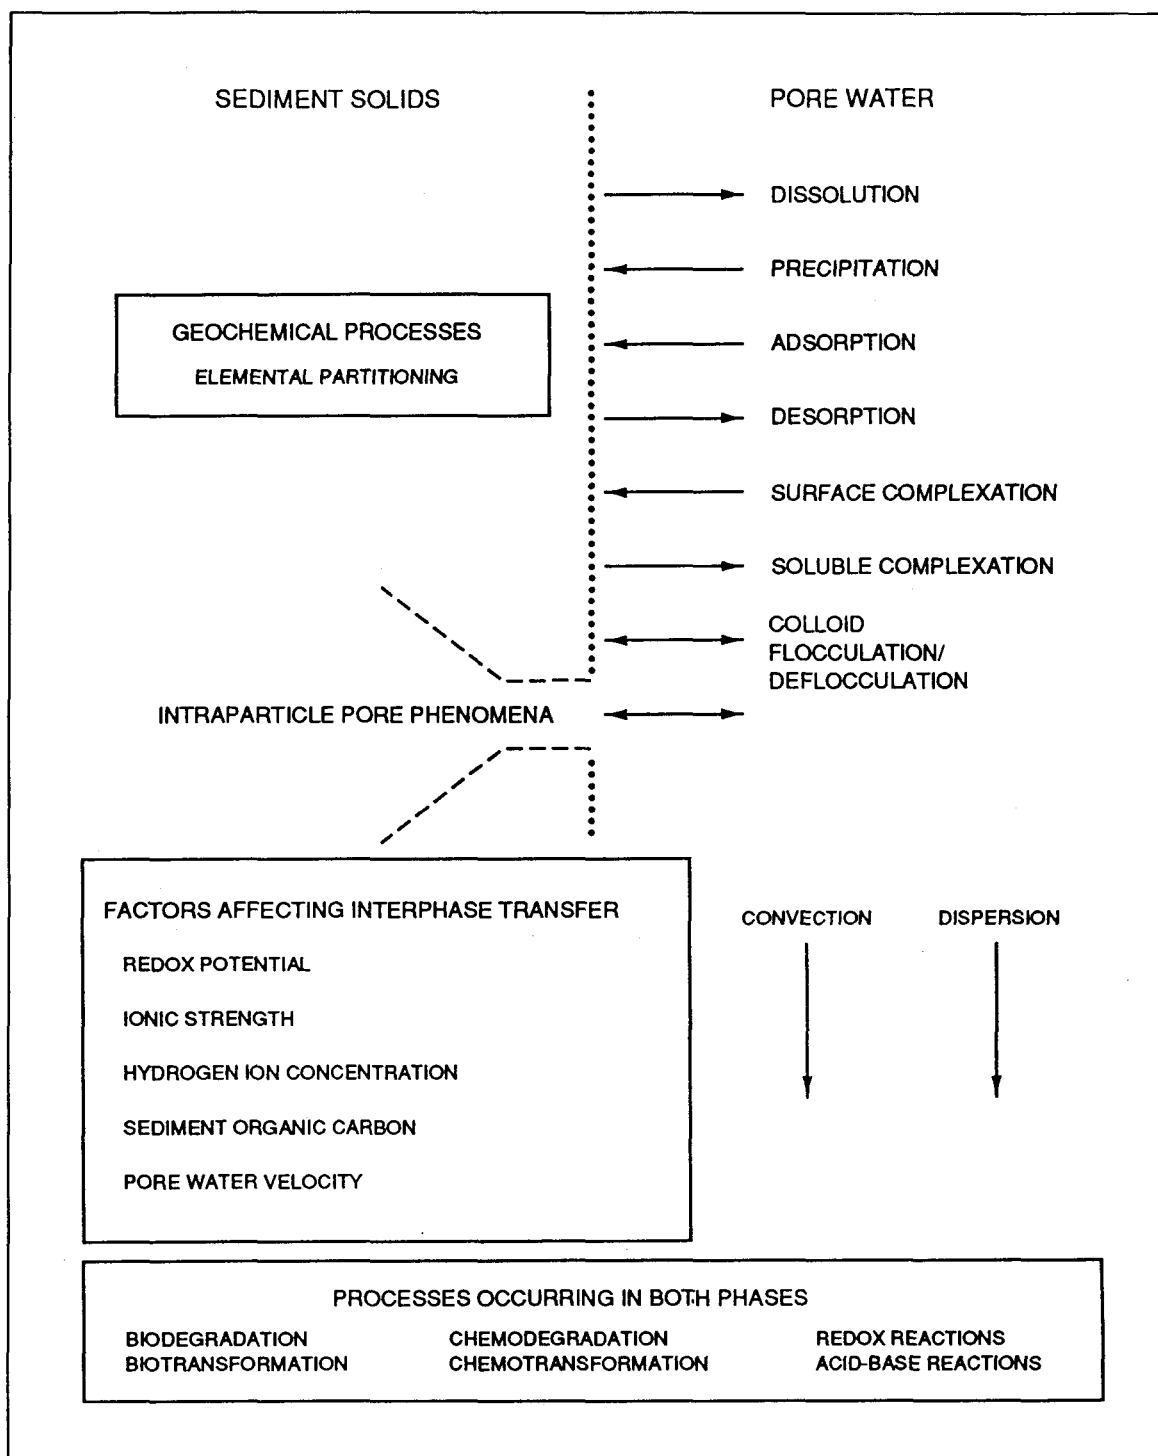 SEDIMENT SOLIDS
PORE WATER
DISSOLUTION
PRECIPITATION
GEOCHEMICAL PROCESSES
ELEMENTAL PARTITIONING
ADSORPTION
DESORPTION
SURFACE COMPLEXATION
SOLUBLE COMPLEXATION
COLLOID
FLOCCULATION/
DEFLOCCULATION
INTRAPARTICLE PORE PHENOMENA
FACTORS AFFECTING INTERPHASE TRANSFER
REDOX POTENTIAL
IONIC STRENGTH
HYDROGEN ION CONCENTRATION
SEDIMENT ORGANIC CARBON
PORE WATER VELOCITY
CONVECTION
DISPERSION
PROCESSES OCCURRING IN BOTH PHASES
BIODEGRADATION CHEMODEGRADATION REDOX REACTIONS
BIOTRANSFORMATION CHEMOTRANSFORMATION ACID-BASE REACTIONS